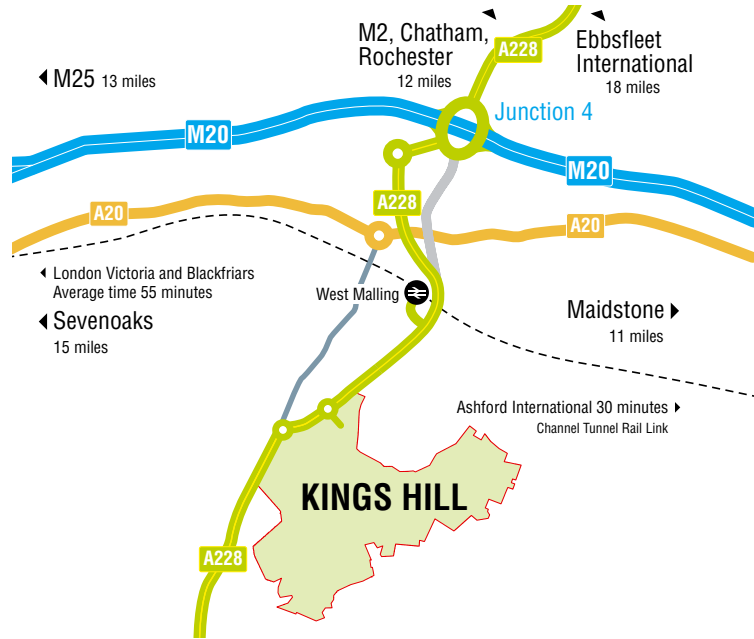 M2, Chatham,
Rochester
12 miles
A228
Ebbsfleet
International
18 miles
M25 13 miles
Junction 4
M20
M20
A228
A20
A20
London Victoria and Blackfriars
Average time 55 minutes
West Malling
Sevenoaks
15 miles
Maidstone
11 miles
Ashford International 30 minutes
Channel Tunnel Rail Link
KINGS HILL
A228